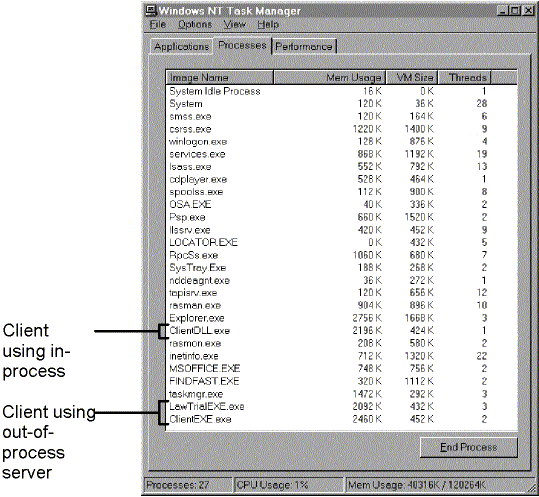 Windows NT Task Manager
File Options View Help
Applications Processes Performance
Image Name Mem Usage VM Size Threads
System Idle Process 16 K 0 K 1
System 120 K 36 K 28
smss.exe 120 K 164 K 6
csrss.exe 1220 K 1400 K 9
winlogon.exe 128 K 876 K 4
services.exe 868 K 1192 K 19
lsass.exe 552 K 792 K 13
cdplayer.exe 528 K 464 K 1
spoolss.exe 112 K 900 K 8
OSA.EXE 40 K 336 K 2
Psp.exe 660 K 1520 K 2
llssrv.exe 420 K 452 K 9
LOCATOR.EXE 0 K 432 K 5
RpcSs.exe 1060 K 680 K 7
SysTray.Exe 188 K 268 K 2
nddeagnt.exe 36 K 272 K 1
tapisrv.exe 120 K 656 K 12
rasman.exe 904 K 896 K 10
Explorer.exe 2756 K 1668 K 3
ClientDLL.exe 2196 K 424 K 1
rasmon.exe 208 K 580 K 2
inetinfo.exe 712 K 1320 K 22
MSOFFICE.EXE 748 K 756 K 2
FINDFAST.EXE 320 K 1112 K 2
taskmgr.exe 1472 K 292 K 3
LawTrialEXE.exe 2092 K 432 K 3
ClientEXE.exe 2460 K 452 K 2
Client
using in-
process
Client using
out-of-
process
server
End Process
Processes: 27 CPU Usage: 1% Mem Usage: 40316K / 120264K